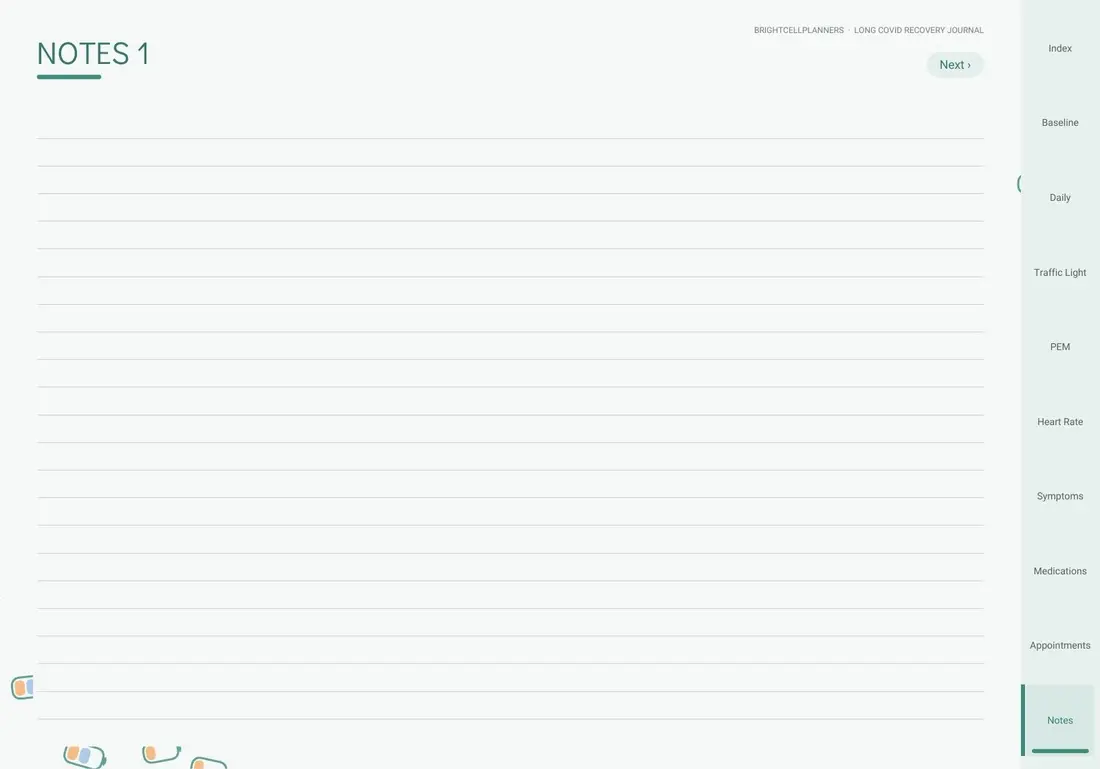 BRIGHTCELLPLANNERS · LONG COVID RECOVERY JOURNAL
NOTES 1
Next ›
Index
Baseline
Daily
Traffic Light
PEM
Heart Rate
Symptoms
Medications
Appointments
Notes